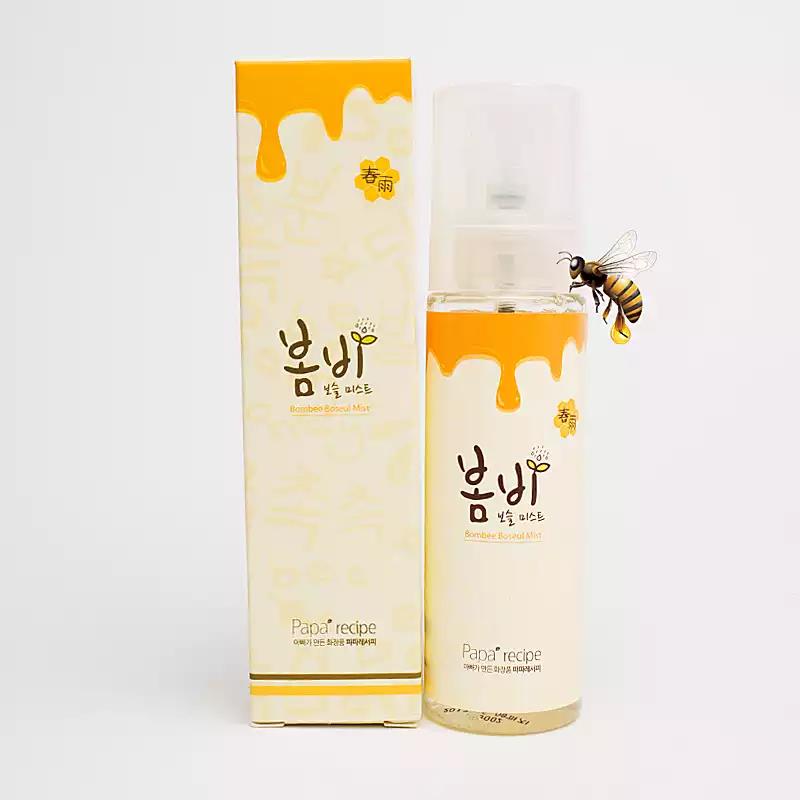 春雨
봄비
보슬 미스트
Bombee Boseul Mist
Papa recipe
아빠가 만든 화장품 파파레서피
春雨
봄비
보슬 미스트
Bombee Boseul Mist
Papa recipe
아빠가 만든 화장품 파파레서피